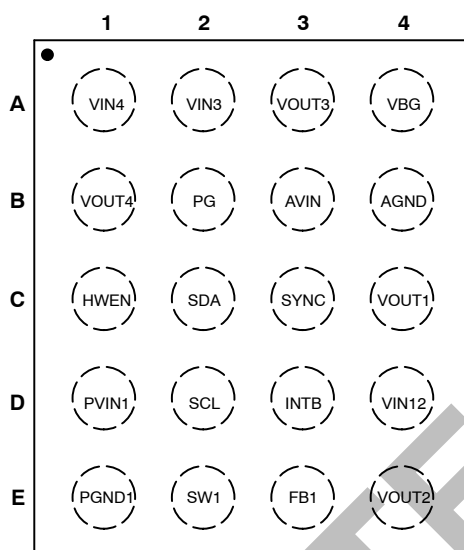 1 2 3 4
A VIN4 VIN3 VOUT3 VBG
B VOUT4 PG AVIN AGND
C HWEN SDA SYNC VOUT1
D PVIN1 SCL INTB VIN12
E PGND1 SW1 FB1 VOUT2